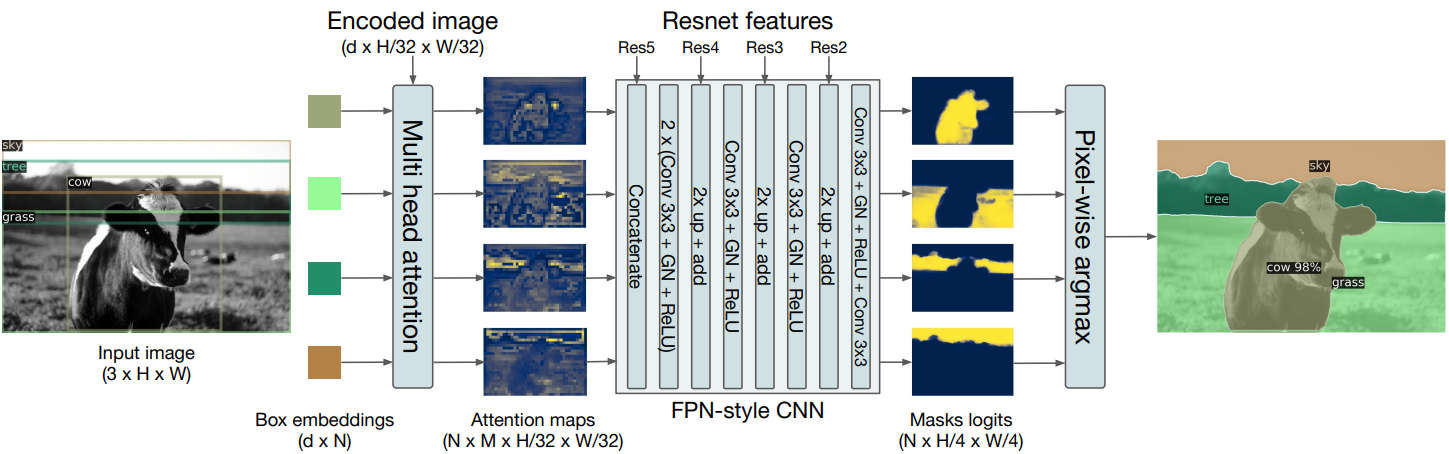 Encoded image
(d x H/32 x W/32)
Resnet features
Res5
Res4
Res3
Res2
sky
tree
cow
grass
Input image
(3 x H x W)
Box embeddings
(d x N)
Multi head attention
Attention maps
(N x M x H/32 x W/32)
Concatenate
2 x (Conv 3x3 + GN + ReLU)
2x up + add
Conv 3x3 + GN + ReLU
2x up + add
Conv 3x3 + GN + ReLU
2x up + add
Conv 3x3 + GN + ReLU + Conv 3x3
FPN-style CNN
Masks logits
(N x H/4 x W/4)
Pixel-wise argmax
sky
tree
cow 98%
grass